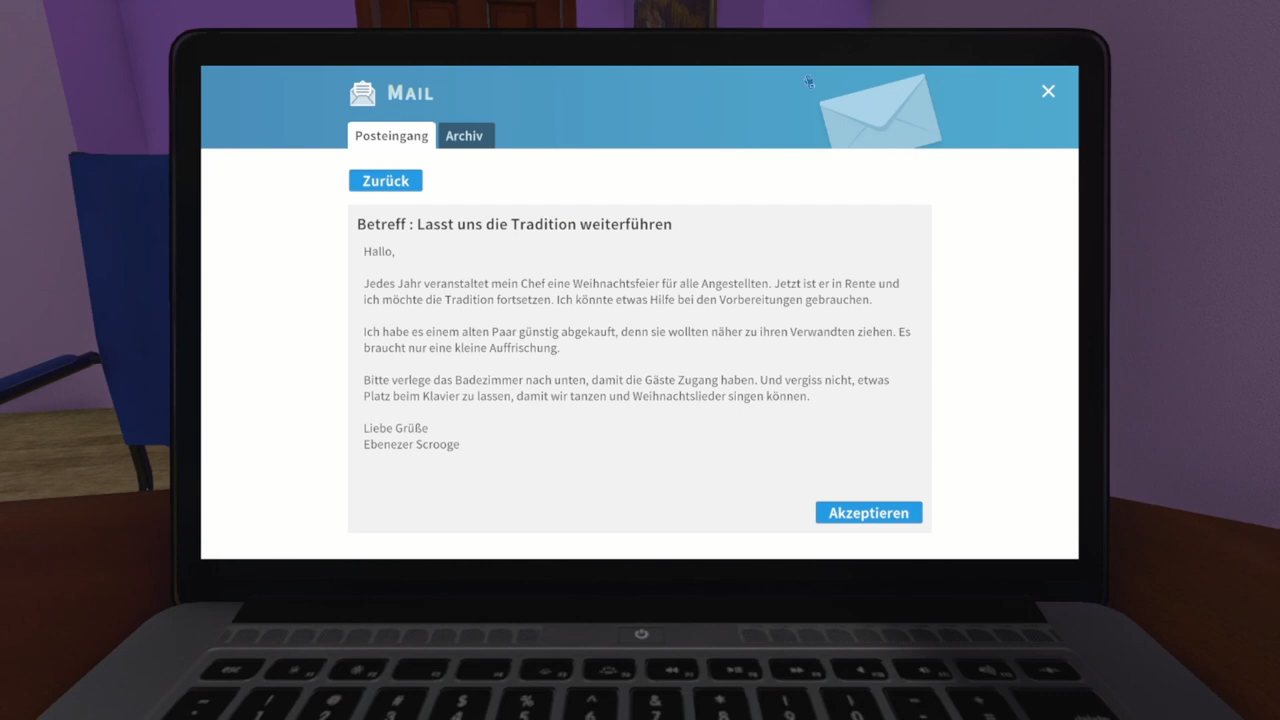 Mail
Posteingang
Archiv
Zurück
Betreff : Lasst uns die Tradition weiterführen
Hallo,
Jedes Jahr veranstaltet mein Chef eine Weihnachtsfeier für alle Angestellten. Jetzt ist er in Rente und
ich möchte die Tradition fortsetzen. Ich könnte etwas Hilfe bei den Vorbereitungen gebrauchen.
Ich habe es einem alten Paar günstig abgekauft, denn sie wollten näher zu ihren Verwandten ziehen. Es
braucht nur eine kleine Auffrischung.
Bitte verlege das Badezimmer nach unten, damit die Gäste Zugang haben. Und vergiss nicht, etwas
Platz beim Klavier zu lassen, damit wir tanzen und Weihnachtslieder singen können.
Liebe Grüße
Ebenezer Scrooge
Akzeptieren